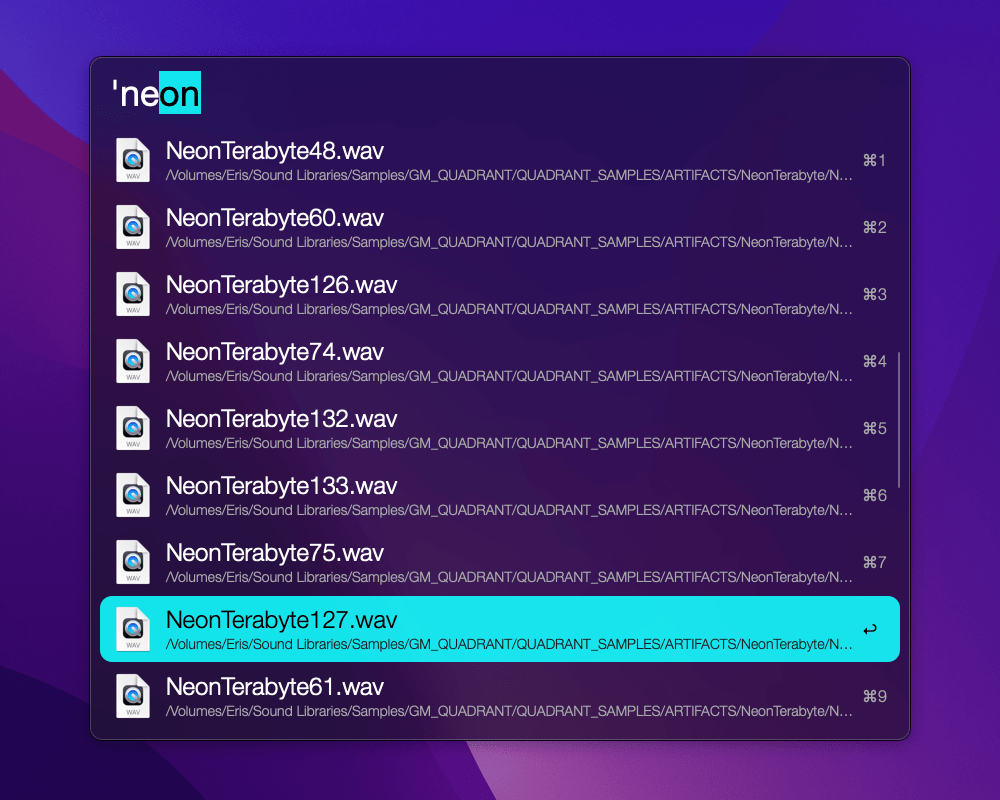 'neon
NeonTerabyte48.wav
/Volumes/Eris/Sound Libraries/Samples/GM_QUADRANT/QUADRANT_SAMPLES/ARTIFACTS/NeonTerabyte/N…
⌘1
WAV
NeonTerabyte60.wav
/Volumes/Eris/Sound Libraries/Samples/GM_QUADRANT/QUADRANT_SAMPLES/ARTIFACTS/NeonTerabyte/N…
⌘2
WAV
NeonTerabyte126.wav
/Volumes/Eris/Sound Libraries/Samples/GM_QUADRANT/QUADRANT_SAMPLES/ARTIFACTS/NeonTerabyte/N…
⌘3
WAV
NeonTerabyte74.wav
/Volumes/Eris/Sound Libraries/Samples/GM_QUADRANT/QUADRANT_SAMPLES/ARTIFACTS/NeonTerabyte/N…
⌘4
WAV
NeonTerabyte132.wav
/Volumes/Eris/Sound Libraries/Samples/GM_QUADRANT/QUADRANT_SAMPLES/ARTIFACTS/NeonTerabyte/N…
⌘5
WAV
NeonTerabyte133.wav
/Volumes/Eris/Sound Libraries/Samples/GM_QUADRANT/QUADRANT_SAMPLES/ARTIFACTS/NeonTerabyte/N…
⌘6
WAV
NeonTerabyte75.wav
/Volumes/Eris/Sound Libraries/Samples/GM_QUADRANT/QUADRANT_SAMPLES/ARTIFACTS/NeonTerabyte/N…
⌘7
WAV
NeonTerabyte127.wav
/Volumes/Eris/Sound Libraries/Samples/GM_QUADRANT/QUADRANT_SAMPLES/ARTIFACTS/NeonTerabyte/N…
↩
WAV
NeonTerabyte61.wav
/Volumes/Eris/Sound Libraries/Samples/GM_QUADRANT/QUADRANT_SAMPLES/ARTIFACTS/NeonTerabyte/N…
⌘9
WAV